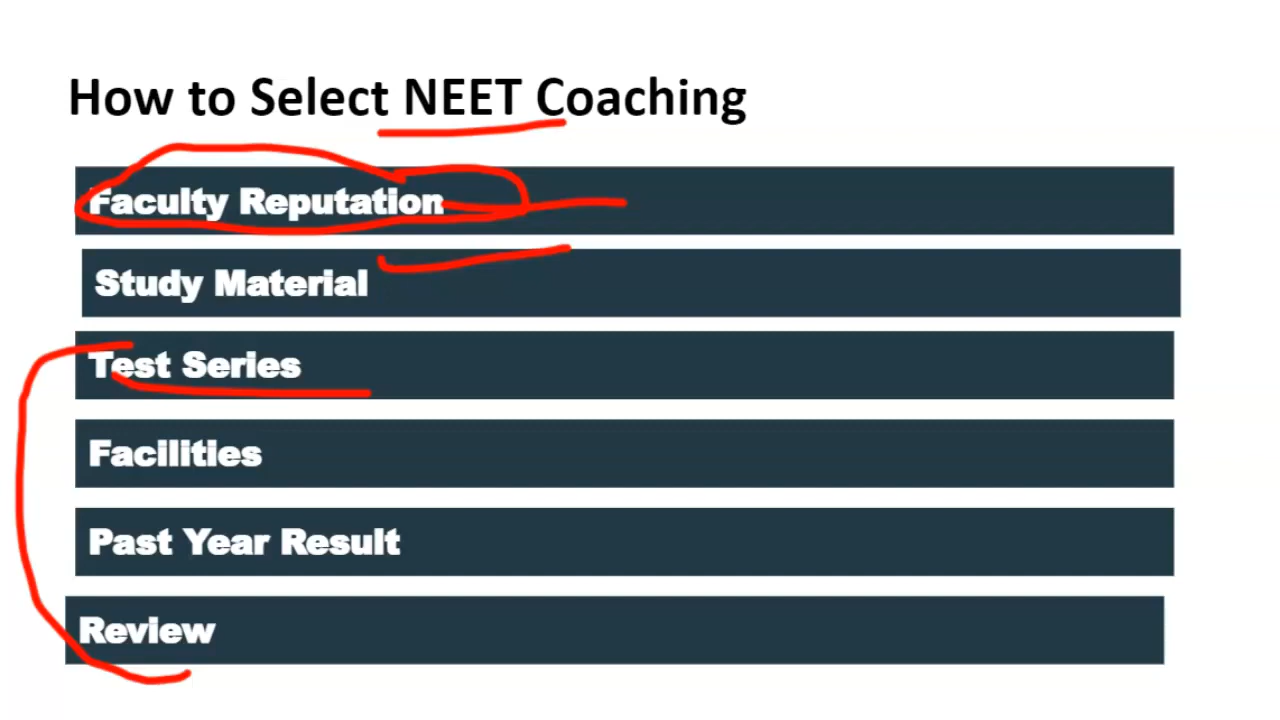 How to Select NEET Coaching
Faculty Reputation
Study Material
Test Series
Facilities
Past Year Result
Review